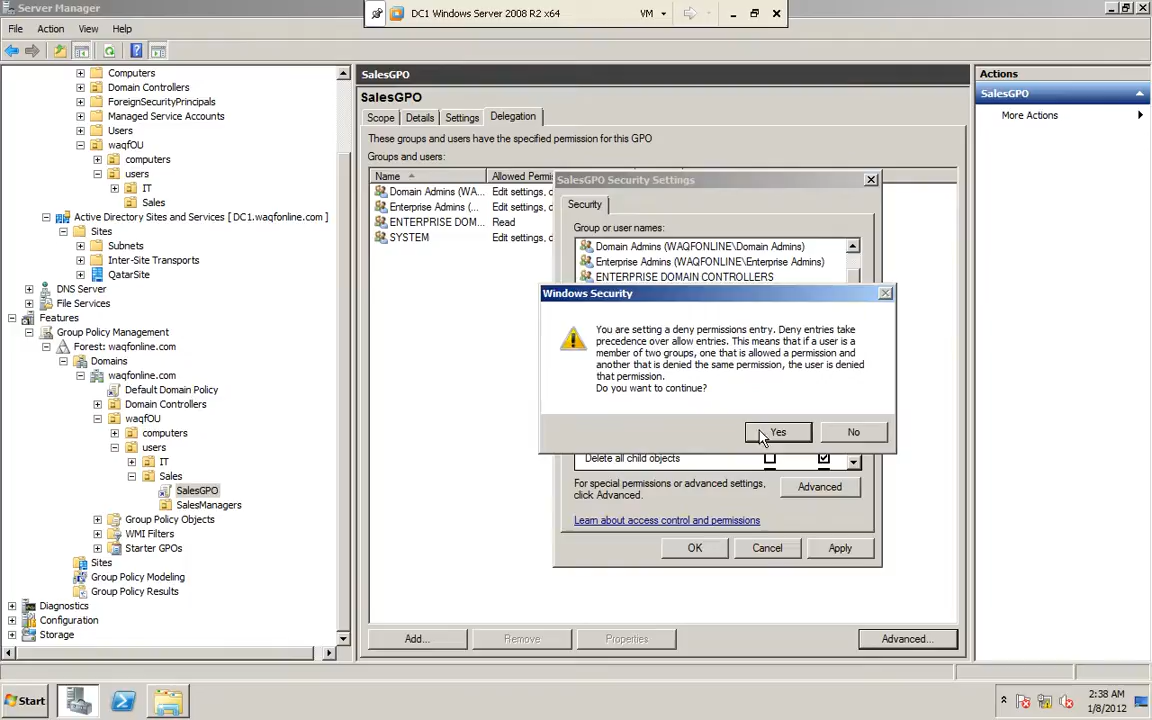 Server Manager
DC1 Windows Server 2008 R2 x64
VM
File Action View Help
Computers
Domain Controllers
ForeignSecurityPrincipals
Managed Service Accounts
Users
waqfOU
computers
users
IT
Sales
Active Directory Sites and Services [ DC1.waqfonline.com ]
Sites
Subnets
Inter-Site Transports
QatarSite
DNS Server
File Services
Features
Group Policy Management
Forest: waqfonline.com
Domains
waqfonline.com
Default Domain Policy
Domain Controllers
waqfOU
computers
users
IT
Sales
SalesGPO
SalesManagers
Group Policy Objects
WMI Filters
Starter GPOs
Sites
Group Policy Modeling
Group Policy Results
Diagnostics
Configuration
Storage
SalesGPO
SalesGPO
Scope Details Settings Delegation
These groups and users have the specified permission for this GPO
Groups and users:
Name Allowed Permi
Domain Admins (WA... Edit settings, d
Enterprise Admins (... Edit settings, d
ENTERPRISE DOM... Read
SYSTEM Edit settings, d
Add... Remove Properties Advanced...
SalesGPO Security Settings
Security
Group or user names:
Domain Admins (WAQFONLINE\Domain Admins)
Enterprise Admins (WAQFONLINE\Enterprise Admins)
ENTERPRISE DOMAIN CONTROLLERS
Windows Security
You are setting a deny permissions entry. Deny entries take
precedence over allow entries. This means that if a user is a
member of two groups, one that is allowed a permission and
another that is denied the same permission, the user is denied
that permission.
Do you want to continue?
Yes No
Delete all child objects
For special permissions or advanced settings,
click Advanced.
Advanced
Learn about access control and permissions
OK Cancel Apply
Actions
SalesGPO
More Actions
Start
2:38 AM
1/8/2012